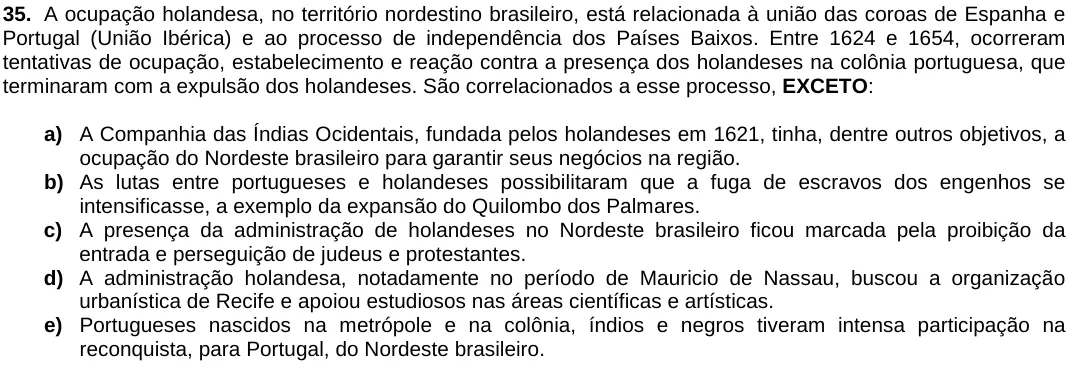 35. A ocupação holandesa, no território nordestino brasileiro, está relacionada à união das coroas de Espanha e
Portugal (União Ibérica) e ao processo de independência dos Países Baixos. Entre 1624 e 1654, ocorreram
tentativas de ocupação, estabelecimento e reação contra a presença dos holandeses na colônia portuguesa, que
terminaram com a expulsão dos holandeses. São correlacionados a esse processo, EXCETO:
a) A Companhia das Índias Ocidentais, fundada pelos holandeses em 1621, tinha, dentre outros objetivos, a
ocupação do Nordeste brasileiro para garantir seus negócios na região.
b) As lutas entre portugueses e holandeses possibilitaram que a fuga de escravos dos engenhos se
intensificasse, a exemplo da expansão do Quilombo dos Palmares.
c) A presença da administração de holandeses no Nordeste brasileiro ficou marcada pela proibição da
entrada e perseguição de judeus e protestantes.
d) A administração holandesa, notadamente no período de Mauricio de Nassau, buscou a organização
urbanística de Recife e apoiou estudiosos nas áreas científicas e artísticas.
e) Portugueses nascidos na metrópole e na colônia, índios e negros tiveram intensa participação na
reconquista, para Portugal, do Nordeste brasileiro.